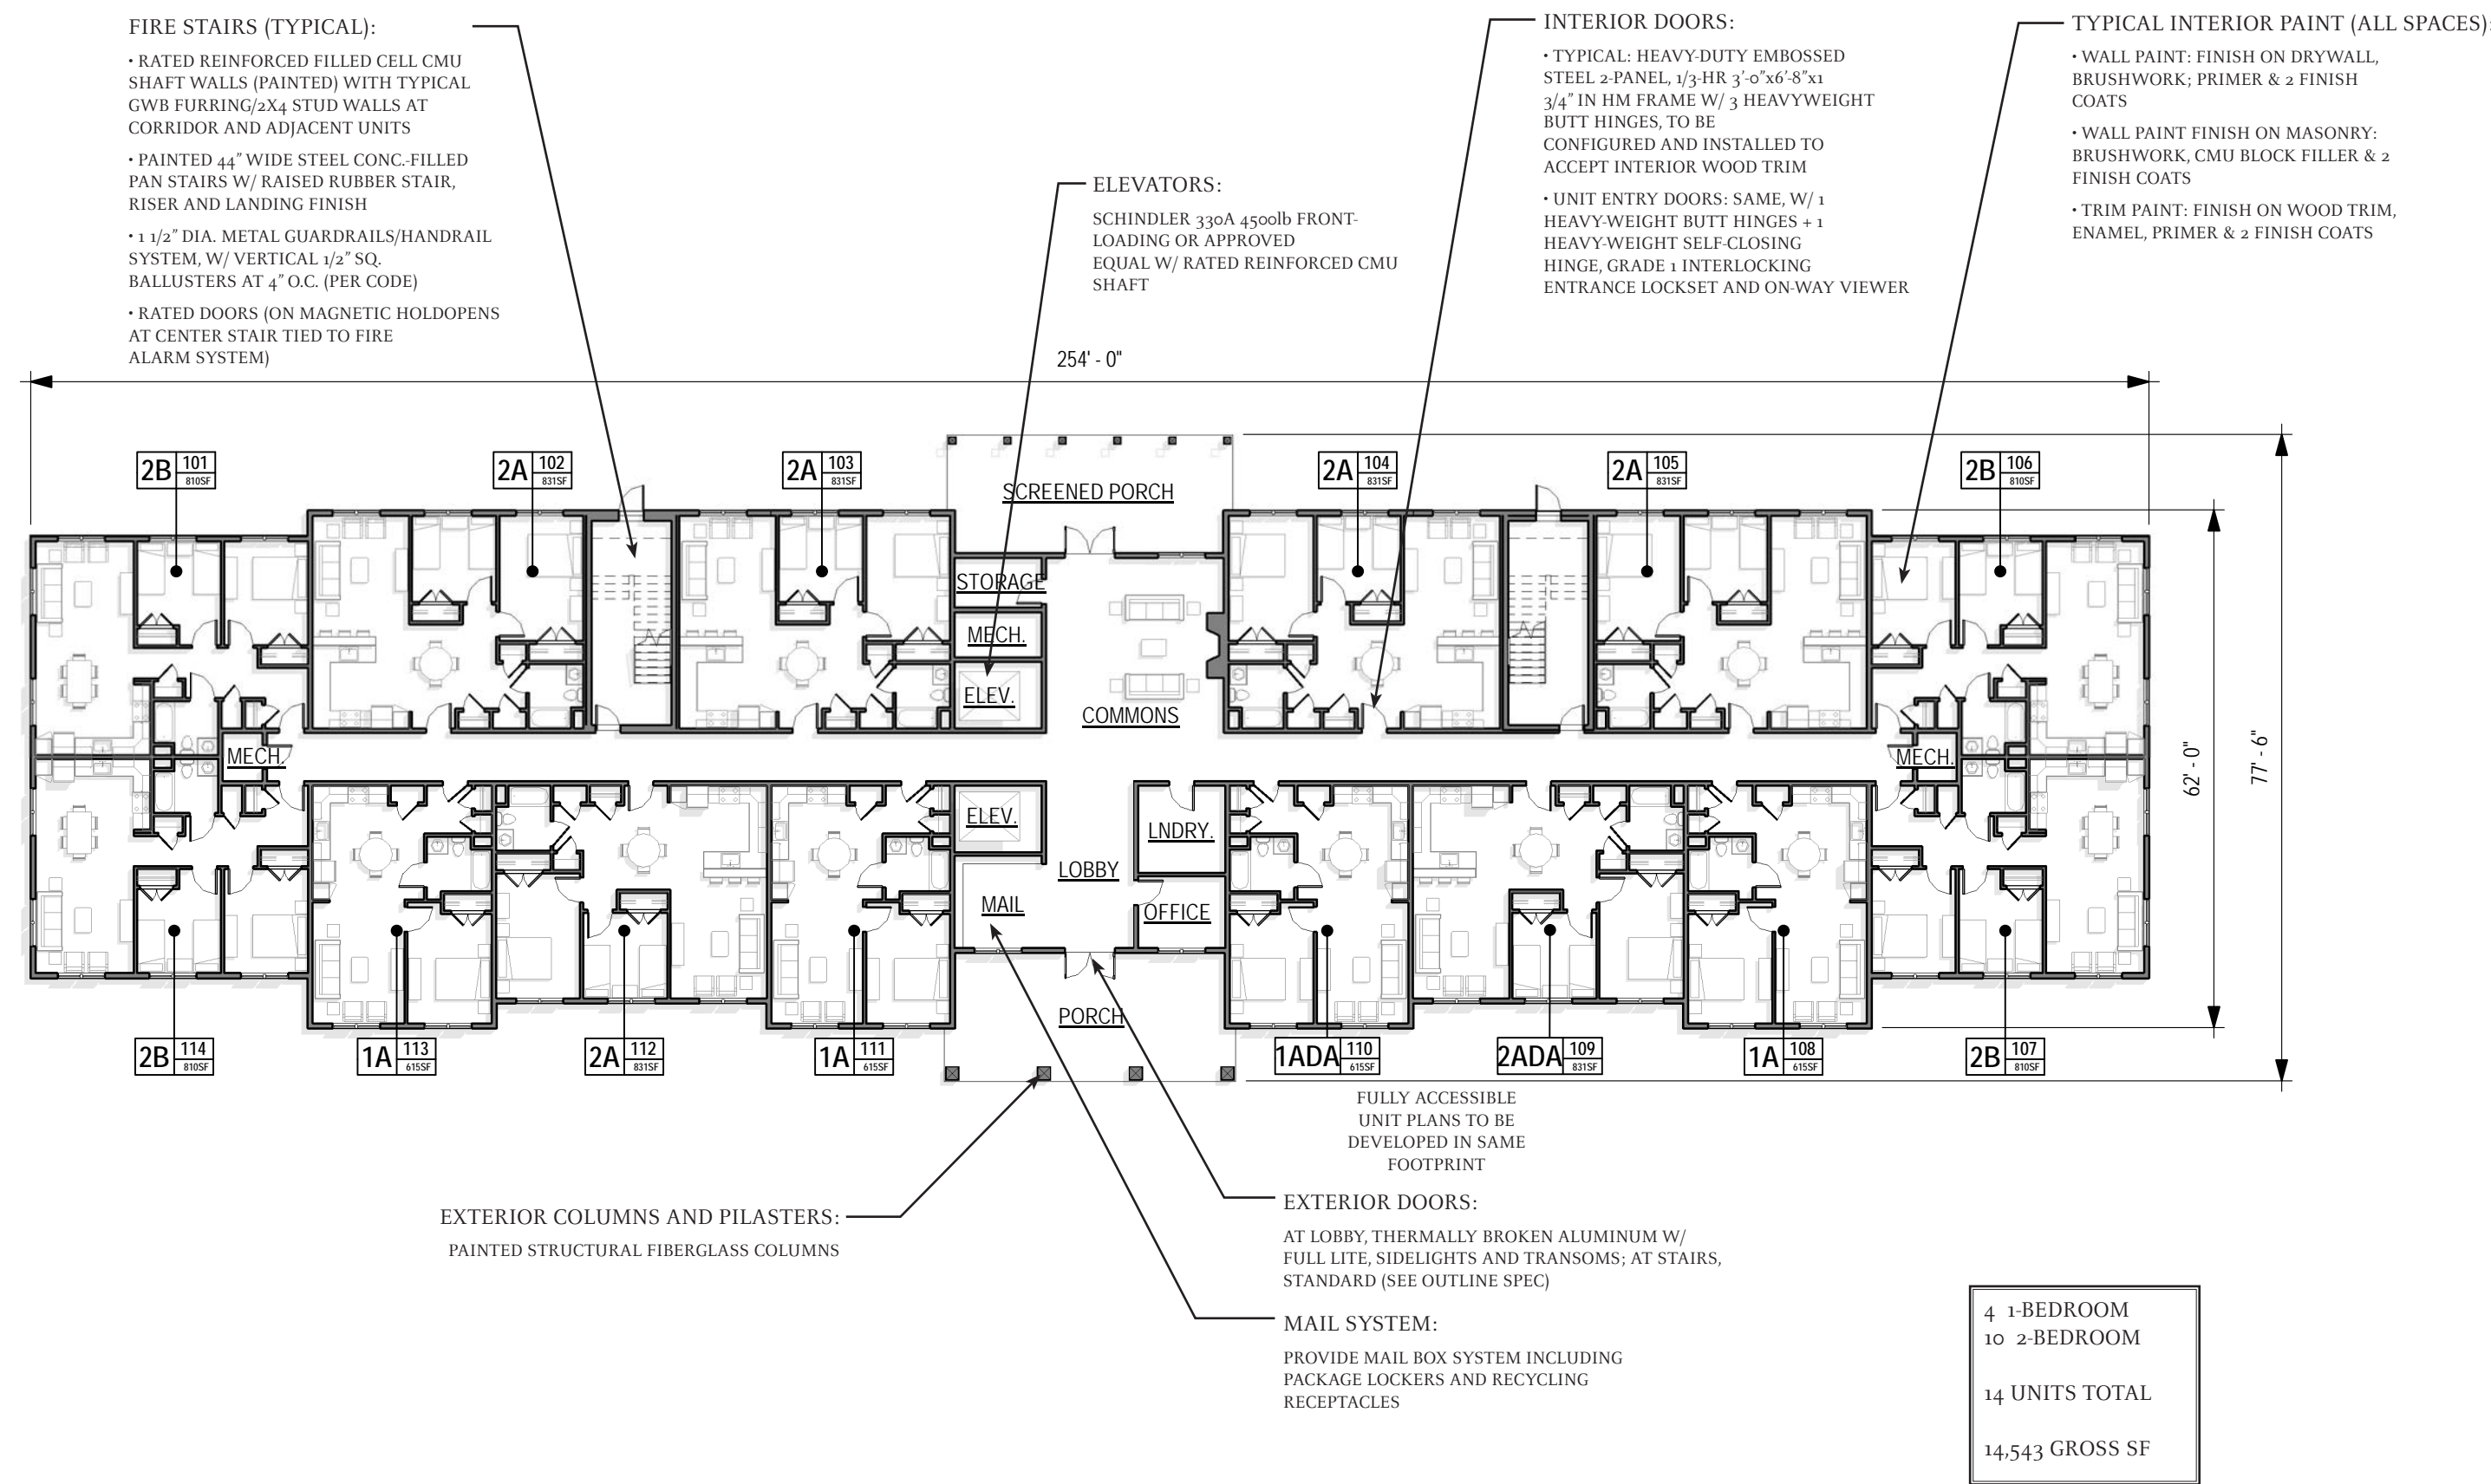 FIRE STAIRS (TYPICAL):
• RATED REINFORCED FILLED CELL CMU
SHAFT WALLS (PAINTED) WITH TYPICAL
GWB FURRING/2X4 STUD WALLS AT
CORRIDOR AND ADJACENT UNITS
• PAINTED 44" WIDE STEEL CONC.-FILLED
PAN STAIRS W/ RAISED RUBBER STAIR,
RISER AND LANDING FINISH
• 1 1/2" DIA. METAL GUARDRAILS/HANDRAIL
SYSTEM, W/ VERTICAL 1/2" SQ.
BALLUSTERS AT 4" O.C. (PER CODE)
• RATED DOORS (ON MAGNETIC HOLDOPENS
AT CENTER STAIR TIED TO FIRE
ALARM SYSTEM)
ELEVATORS:
SCHINDLER 330A 4500lb FRONT-
LOADING OR APPROVED
EQUAL W/ RATED REINFORCED CMU
SHAFT
INTERIOR DOORS:
• TYPICAL: HEAVY-DUTY EMBOSSED
STEEL 2-PANEL, 1/3-HR 3'-0"x6'-8"x1
3/4" IN HM FRAME W/ 3 HEAVYWEIGHT
BUTT HINGES, TO BE
CONFIGURED AND INSTALLED TO
ACCEPT INTERIOR WOOD TRIM
• UNIT ENTRY DOORS: SAME, W/ 1
HEAVY-WEIGHT BUTT HINGES + 1
HEAVY-WEIGHT SELF-CLOSING
HINGE, GRADE 1 INTERLOCKING
ENTRANCE LOCKSET AND ON-WAY VIEWER
TYPICAL INTERIOR PAINT (ALL SPACES):
• WALL PAINT: FINISH ON DRYWALL,
BRUSHWORK; PRIMER & 2 FINISH
COATS
• WALL PAINT FINISH ON MASONRY:
BRUSHWORK, CMU BLOCK FILLER & 2
FINISH COATS
• TRIM PAINT: FINISH ON WOOD TRIM,
ENAMEL, PRIMER & 2 FINISH COATS
254' - 0"
2B 101 810SF
2A 102 831SF
2A 103 831SF
2A 104 831SF
2A 105 831SF
2B 106 810SF
SCREENED PORCH
STORAGE
MECH.
ELEV.
COMMONS
MECH.
MECH.
62' - 0"
77' - 6"
ELEV.
LNDRY.
LOBBY
MAIL
OFFICE
PORCH
2B 114 810SF
1A 113 615SF
2A 112 831SF
1A 111 615SF
1ADA 110 615SF
2ADA 109 831SF
1A 108 615SF
2B 107 810SF
FULLY ACCESSIBLE
UNIT PLANS TO BE
DEVELOPED IN SAME
FOOTPRINT
EXTERIOR COLUMNS AND PILASTERS:
PAINTED STRUCTURAL FIBERGLASS COLUMNS
EXTERIOR DOORS:
AT LOBBY, THERMALLY BROKEN ALUMINUM W/
FULL LITE, SIDELIGHTS AND TRANSOMS; AT STAIRS,
STANDARD (SEE OUTLINE SPEC)
MAIL SYSTEM:
PROVIDE MAIL BOX SYSTEM INCLUDING
PACKAGE LOCKERS AND RECYCLING
RECEPTACLES
4 1-BEDROOM
10 2-BEDROOM
14 UNITS TOTAL
14,543 GROSS SF